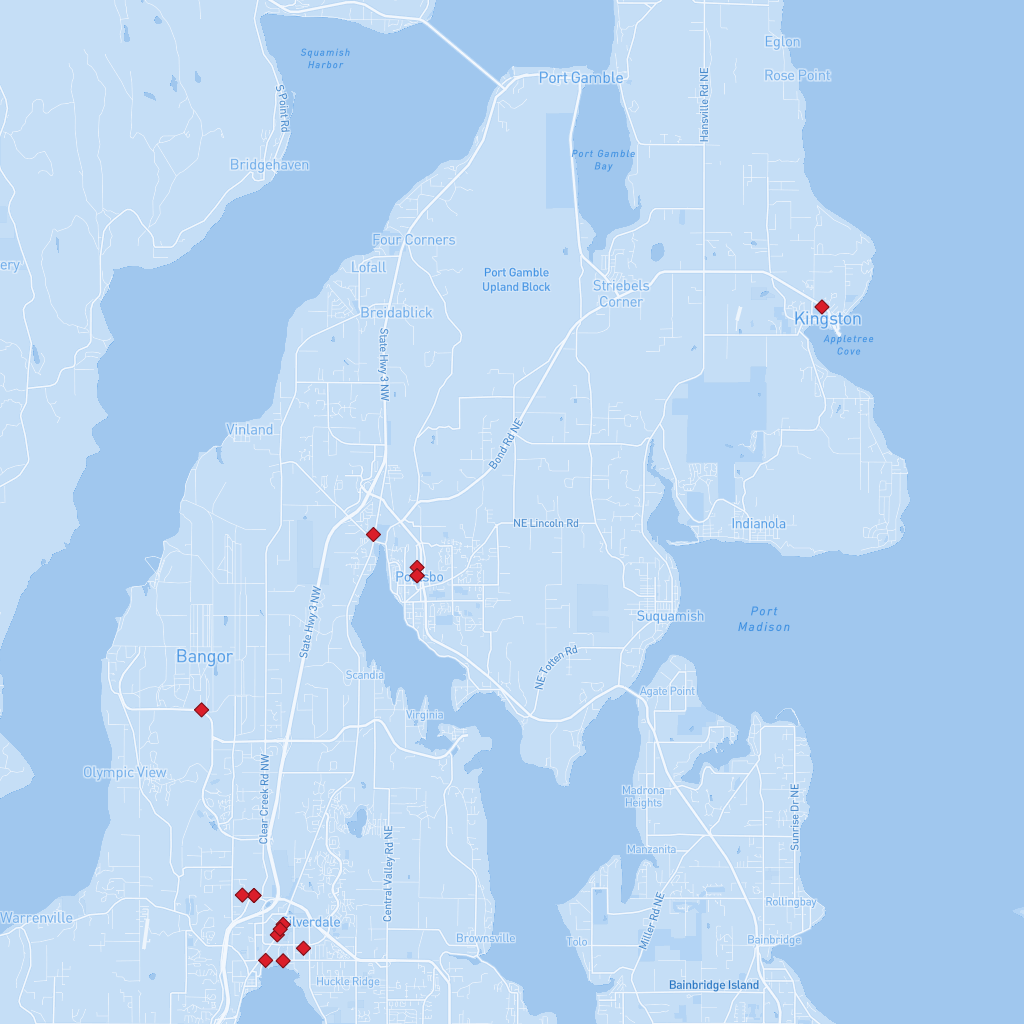 Eglon
Squamish
Harbor
Rose Point
Port Gamble
S Point Rd
Hansville Rd NE
Port Gamble
Bay
Bridgehaven
Four Corners
ery
Lofall
Port Gamble
Upland Block
Striebels
Corner
Breidablick
Kingston
Appletree
Cove
State Hwy 3 NW
Vinland
Bond Rd NE
NE Lincoln Rd
Indianola
State Hwy 3 NW
Suquamish
Port
Madison
Bangor
NE Totten Rd
Scandia
Agate Point
Virginia
Olympic View
Clear Creek Rd NW
Madrona
Heights
Sunrise Dr NE
Central Valley Rd NE
Manzanita
Miller Rd NE
Rollingbay
Warrenville
ilverdale
Brownsville
Tolo
Bainbridge
Huckle Ridge
Bainbridge Island